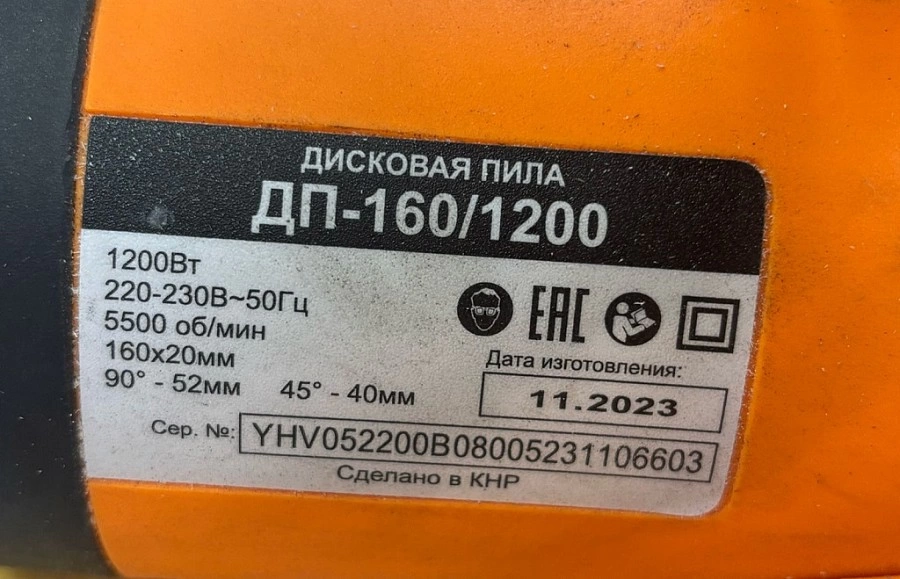 ДИСКОВАЯ ПИЛА
ДП-160/1200
1200Вт
220-230В~50Гц
5500 об/мин
160х20мм
90° - 52мм 45° - 40мм
EAC
Дата изготовления:
11.2023
Сер. №: YHV052200B08005231106603
Сделано в КНР